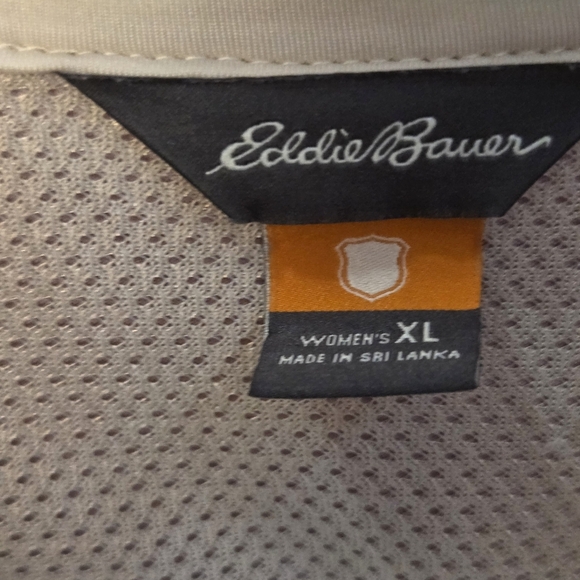 Eddie Bauer
WOMEN'S XL
MADE IN SRI LANKA